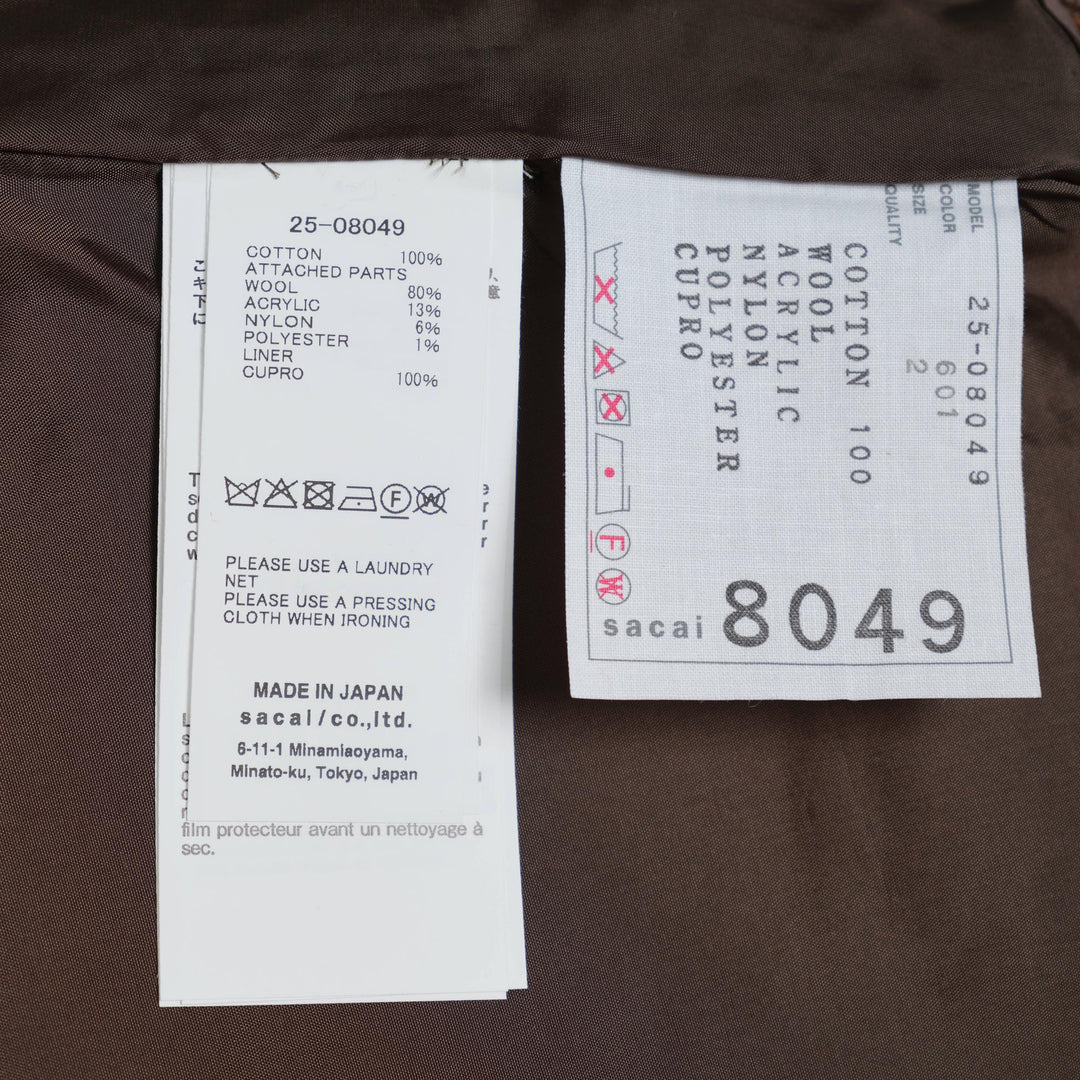 25-08049
COTTON 100%
ATTACHED PARTS
WOOL 80%
ACRYLIC 13%
NYLON 6%
POLYESTER 1%
LINER
CUPRO 100%
F W
PLEASE USE A LAUNDRY
NET
PLEASE USE A PRESSING
CLOTH WHEN IRONING
MADE IN JAPAN
sacai/co.,ltd.
6-11-1 Minamiaoyama,
Minato-ku, Tokyo, Japan
film protecteur avant un nettoyage à
sec.
MODEL 25-08049
COLOR 601
SIZE 2
QUALITY
COTTON 100
WOOL
ACRYLIC
NYLON
POLYESTER
CUPRO
F
W
sacai 8049